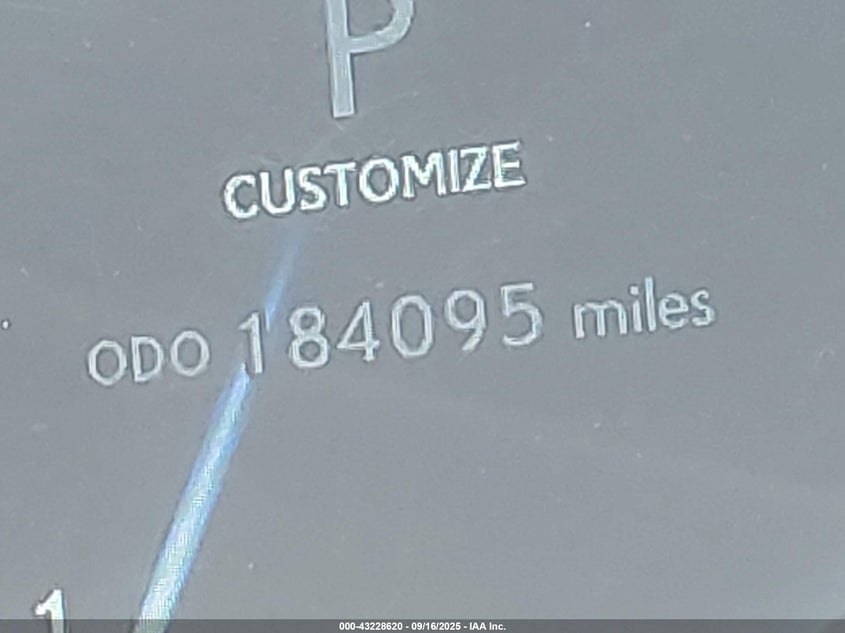 P
CUSTOMIZE
ODO 184095 miles
1
000-43228620 - 09/16/2025 - IAA Inc.